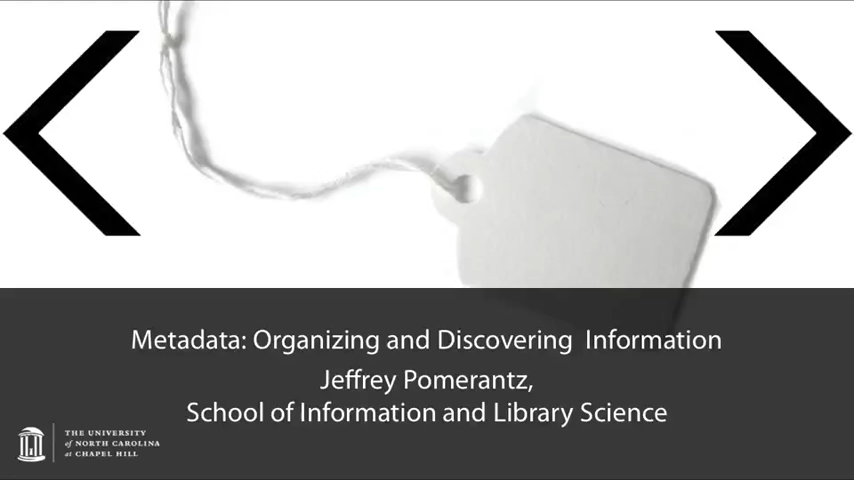 Metadata: Organizing and Discovering  Information
Jeffrey Pomerantz,
School of Information and Library Science
THE UNIVERSITY
of NORTH CAROLINA
at CHAPEL HILL